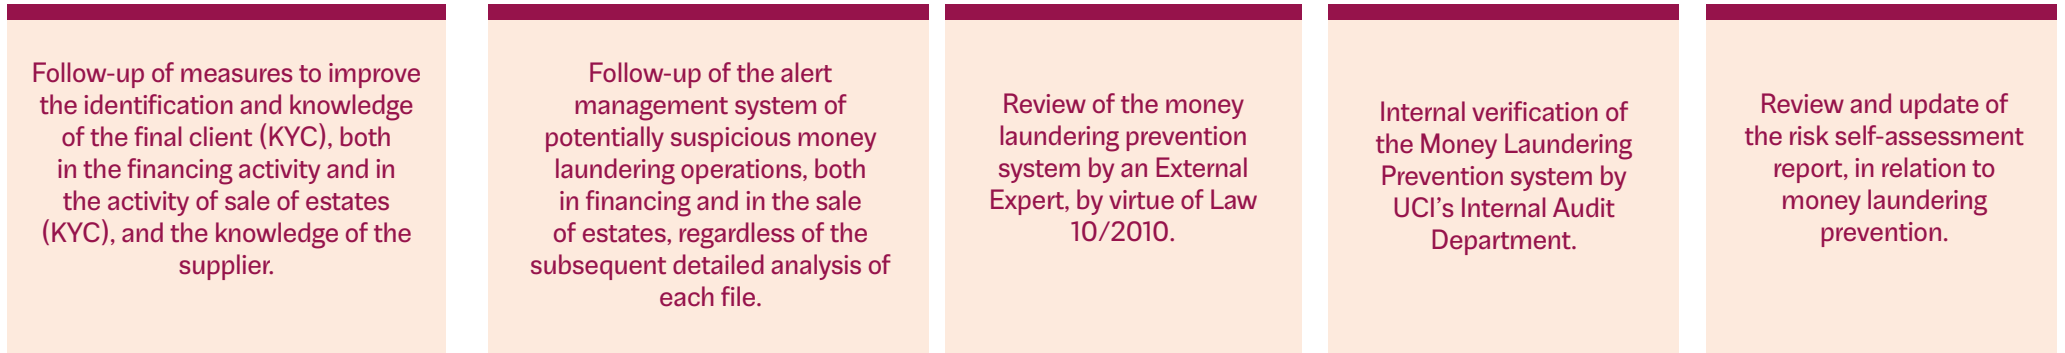 Follow-up of measures to improve
the identification and knowledge
of the final client (KYC), both
in the financing activity and in
the activity of sale of estates
(KYC), and the knowledge of the
supplier.
Follow-up of the alert
management system of
potentially suspicious money
laundering operations, both
in financing and in the sale
of estates, regardless of the
subsequent detailed analysis of
each file.
Review of the money
laundering prevention
system by an External
Expert, by virtue of Law
10/2010.
Internal verification of
the Money Laundering
Prevention system by
UCI’s Internal Audit
Department.
Review and update of
the risk self-assessment
report, in relation to
money laundering
prevention.